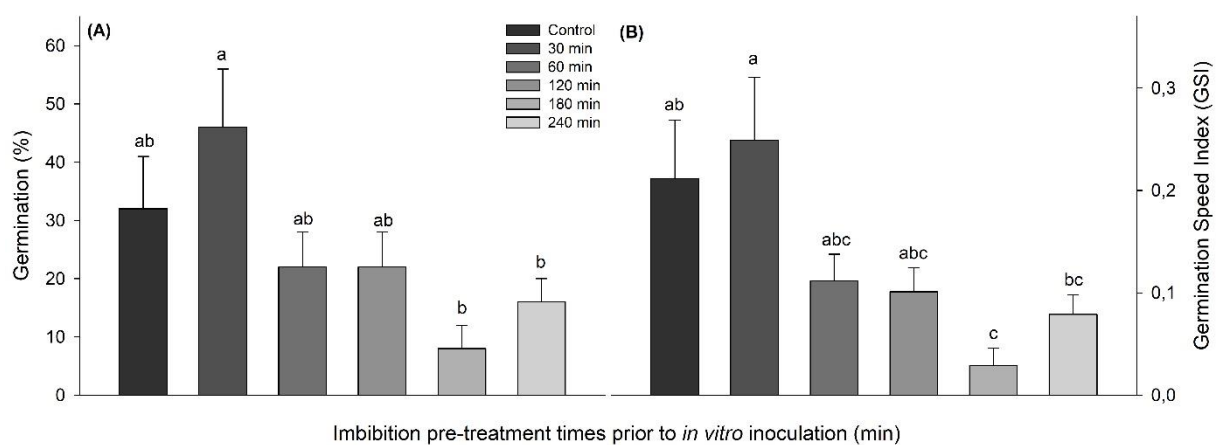 (A)
Control
30 min
60 min
120 min
180 min
240 min
60
50
40
30
20
10
0
Germination (%)
ab
a
ab
ab
b
b
(B)
ab
a
abc
abc
c
bc
0,3
0,2
0,1
0,0
Germination Speed Index (GSI)
Imbibition pre-treatment times prior to in vitro inoculation (min)